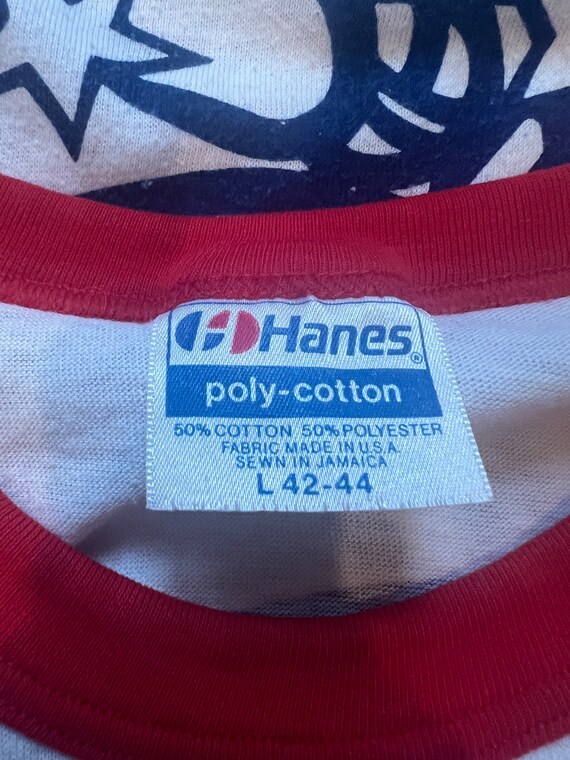 Hanes®
poly-cotton
50% COTTON, 50% POLYESTER
FABRIC MADE IN U.S.A.
SEWN IN JAMAICA
L 42-44